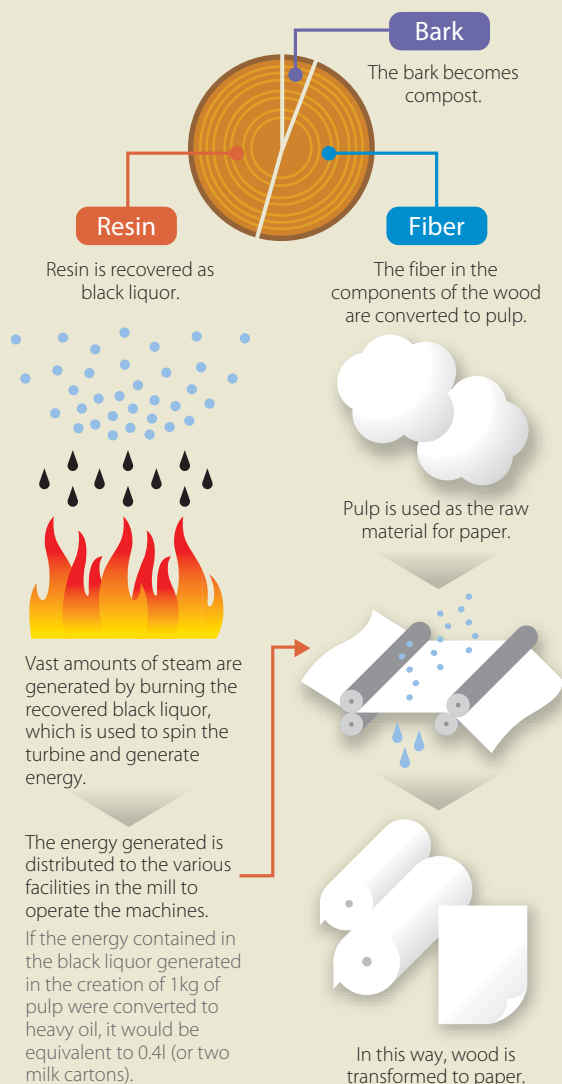 Bark
The bark becomes
compost.
Resin
Resin is recovered as
black liquor.
Vast amounts of steam are
generated by burning the
recovered black liquor,
which is used to spin the
turbine and generate
energy.
The energy generated is
distributed to the various
facilities in the mill to
operate the machines.
If the energy contained in
the black liquor generated
in the creation of 1kg of
pulp were converted to
heavy oil, it would be
equivalent to 0.4l (or two
milk cartons).
Fiber
The fiber in the
components of the wood
are converted to pulp.
Pulp is used as the raw
material for paper.
In this way, wood is
transformed to paper.